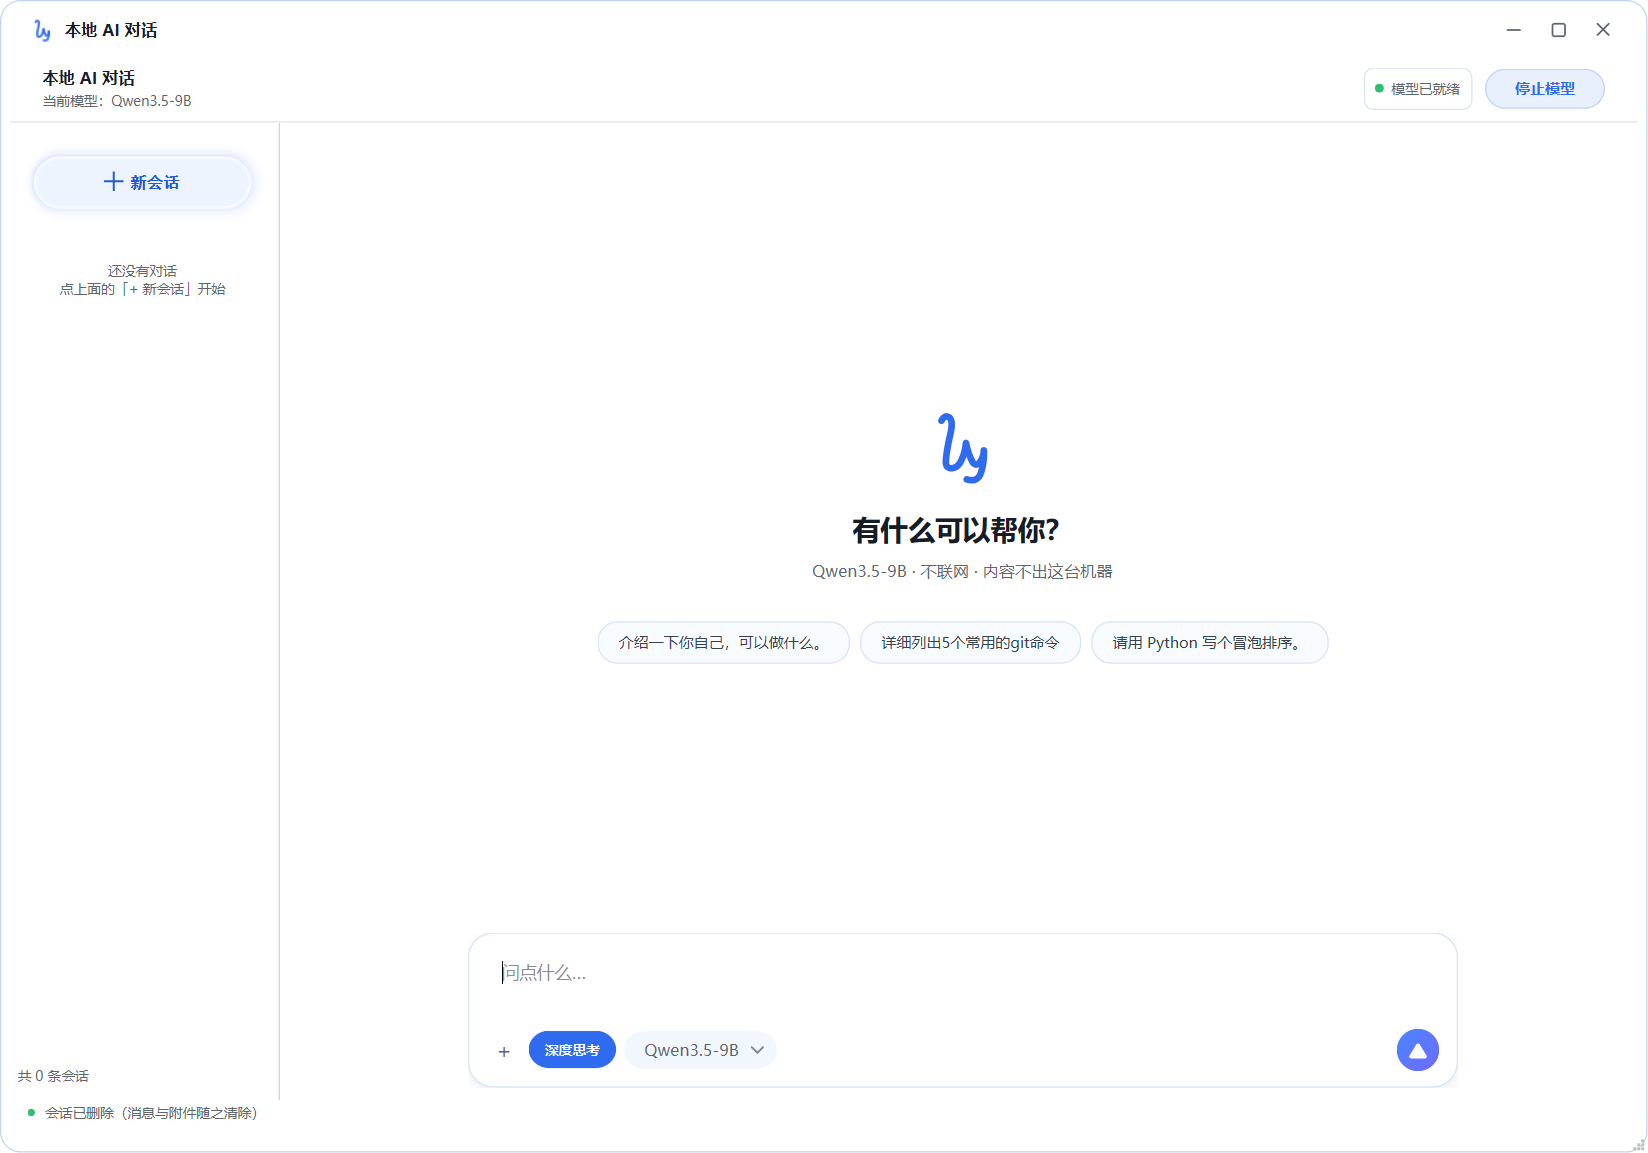 ly 本地 AI 对话
本地 AI 对话
当前模型：Qwen3.5-9B
模型已就绪
停止模型
新会话
还没有对话
点上面的「+ 新会话」开始
ly
有什么可以帮你?
Qwen3.5-9B · 不联网 · 内容不出这台机器
介绍一下你自己，可以做什么。
详细列出5个常用的git命令
请用 Python 写个冒泡排序。
问点什么...
+ 深度思考 Qwen3.5-9B
共 0 条会话
会话已删除（消息与附件随之清除）